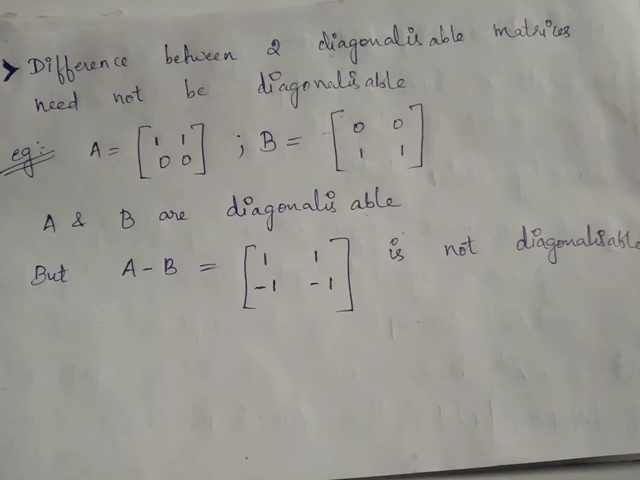 ➤ Difference between 2 diagonalisable matrices
need not be diagonalisable
eg:- A = [1 1; 0 0] ; B = [0 0; 1 1]
A & B are diagonalisable
But A - B = [1 1; -1 -1] is not diagonalisable